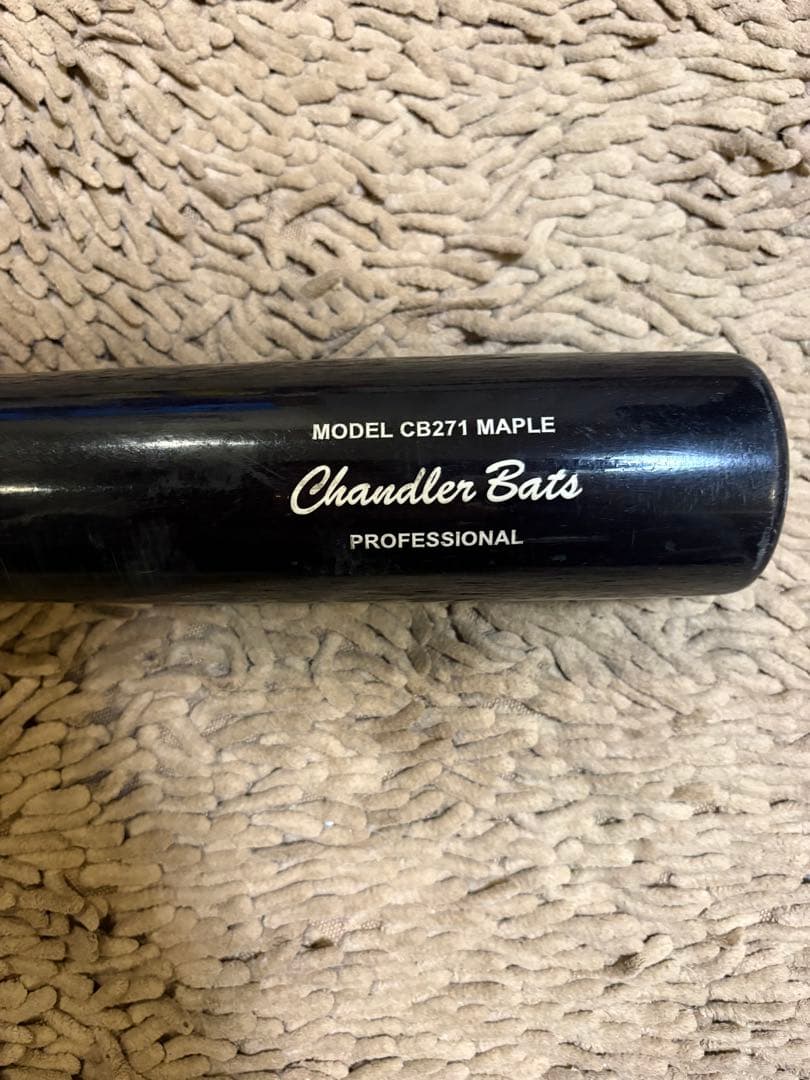 MODEL CB271 MAPLE
Chandler Bats
PROFESSIONAL